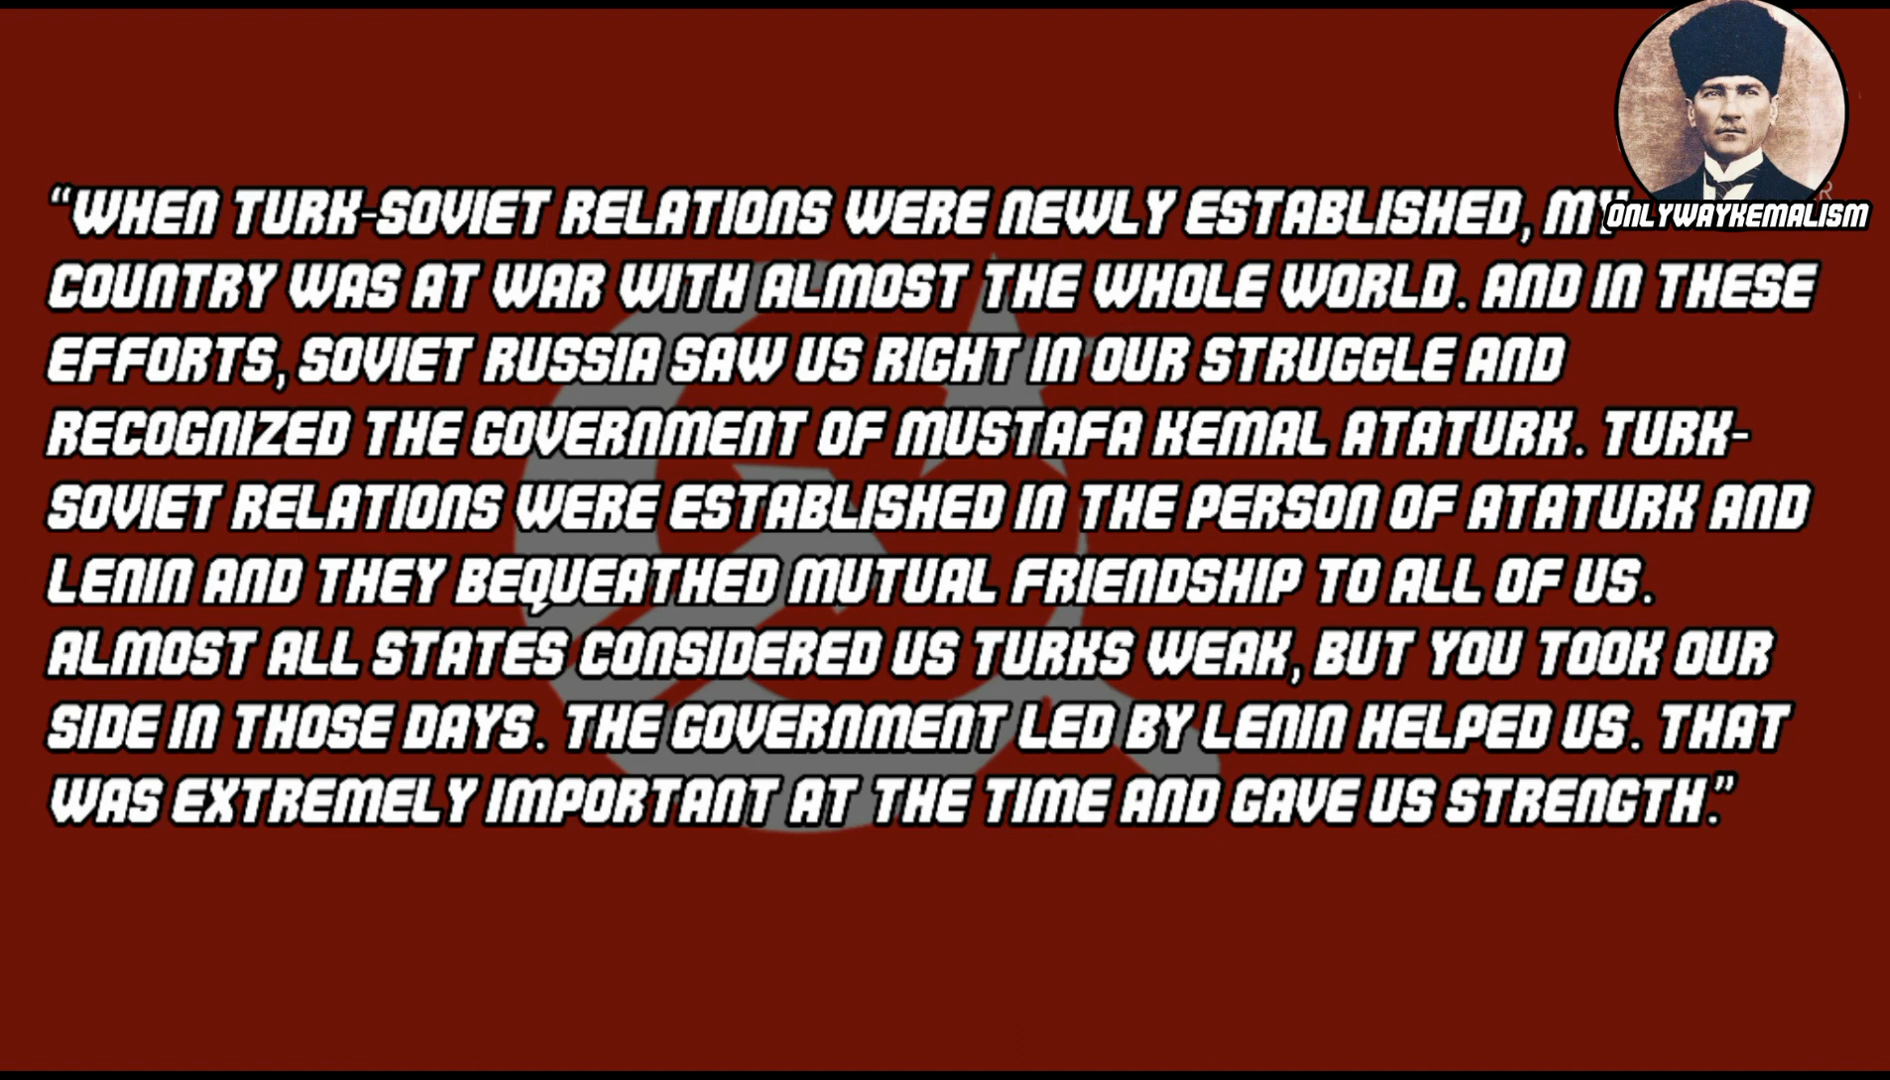 “WHEN TURK-SOVIET RELATIONS WERE NEWLY ESTABLISHED, MY
ONLYWAYKEMALISM
COUNTRY WAS AT WAR WITH ALMOST THE WHOLE WORLD. AND IN THESE
EFFORTS, SOVIET RUSSIA SAW US RIGHT IN OUR STRUGGLE AND
RECOGNIZED THE GOVERNMENT OF MUSTAFA KEMAL ATATURK. TURK-
SOVIET RELATIONS WERE ESTABLISHED IN THE PERSON OF ATATURK AND
LENIN AND THEY BEQUEATHED MUTUAL FRIENDSHIP TO ALL OF US.
ALMOST ALL STATES CONSIDERED US TURKS WEAK, BUT YOU TOOK OUR
SIDE IN THOSE DAYS. THE GOVERNMENT LED BY LENIN HELPED US. THAT
WAS EXTREMELY IMPORTANT AT THE TIME AND GAVE US STRENGTH.”